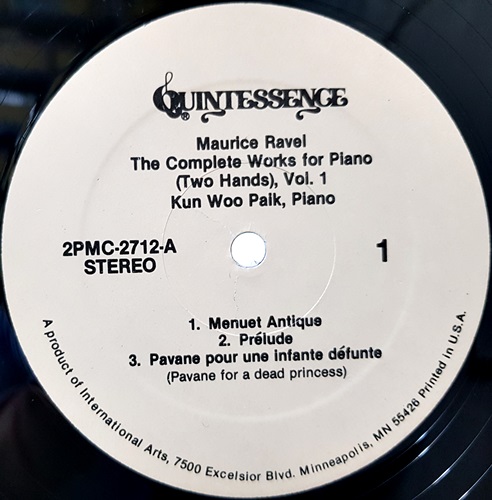 QUINTESSENCE
®
Maurice Ravel
The Complete Works for Piano
(Two Hands), Vol. 1
Kun Woo Paik, Piano
2PMC-2712-A
STEREO
1
1. Menuet Antique
2. Prélude
3. Pavane pour une infante défunte
(Pavane for a dead princess)
A product of International Arts, 7500 Excelsior Blvd. Minneapolis, MN 55426 Printed in U.S.A.